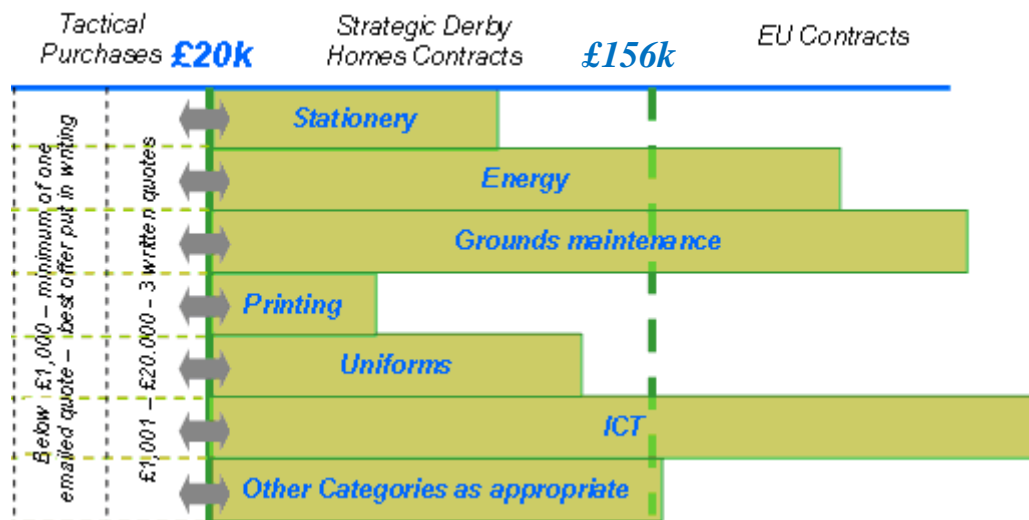 Tactical
Purchases
£20k
Strategic Derby
Homes Contracts
£156k
EU Contracts
Below £1,000 – minimum of one
emailed quote – best offer put in writing
£1,001 – £20.000 – 3 written quotes
Stationery
Energy
Grounds maintenance
Printing
Uniforms
ICT
Other Categories as appropriate